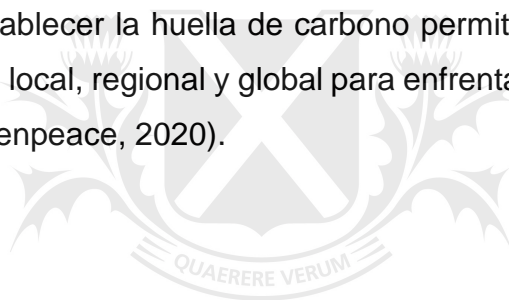 ablecer la huella de carbono permit
local, regional y global para enfrenta
enpeace, 2020).
QUAERERE VERUM